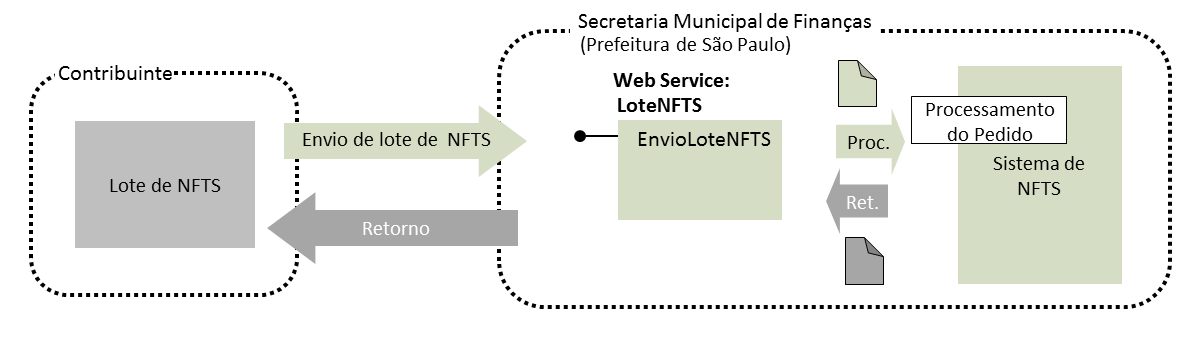 Contribuinte
Lote de NFTS
Envio de lote de NFTS
Retorno
Secretaria Municipal de Finanças
(Prefeitura de São Paulo)
Web Service:
LoteNFTS
EnvioLoteNFTS
Proc.
Ret.
Processamento
do Pedido
Sistema de
NFTS